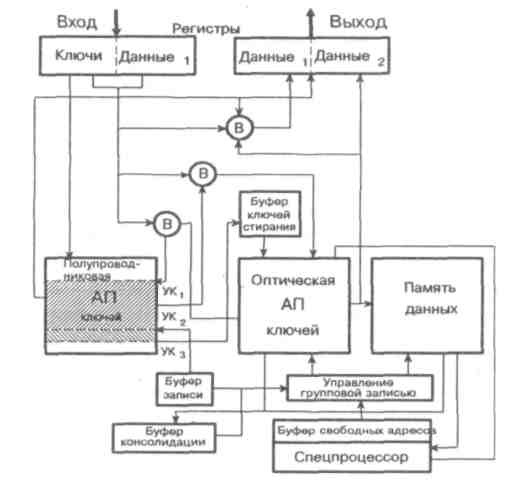 Вход
Регистры
Выход
Ключи
Данные 1
Данные 1
Данные 2
В
В
В
Буфер
ключей
стирания
Полупровод-
никовая
АП
ключей
УК 1
УК 2
УК 3
Оптическая
АП
ключей
Память
данных
Буфер
записи
Управление
групповой записью
Буфер
консолидации
Буфер свободных адресов
Спецпроцессор